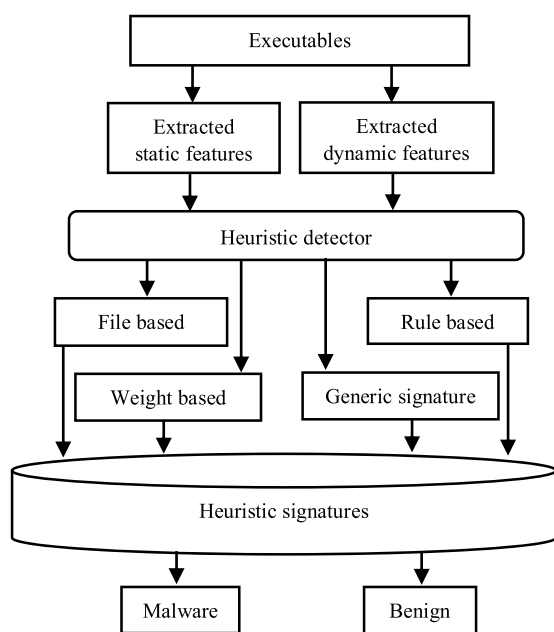 Executables
Extracted
static features
Extracted
dynamic features
Heuristic detector
File based
Rule based
Weight based
Generic signature
Heuristic signatures
Malware
Benign